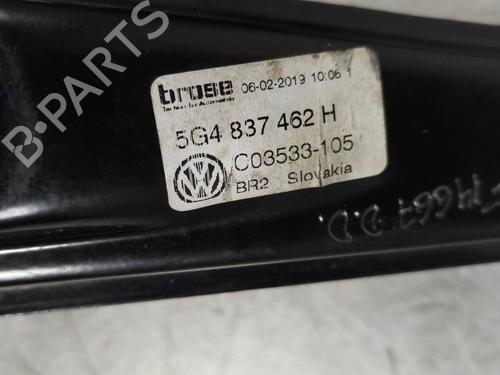 brose 06-02-2019 10:06 1
5G4 837 462 H
C03533-105
BR2 Slovakia
B-PARTS